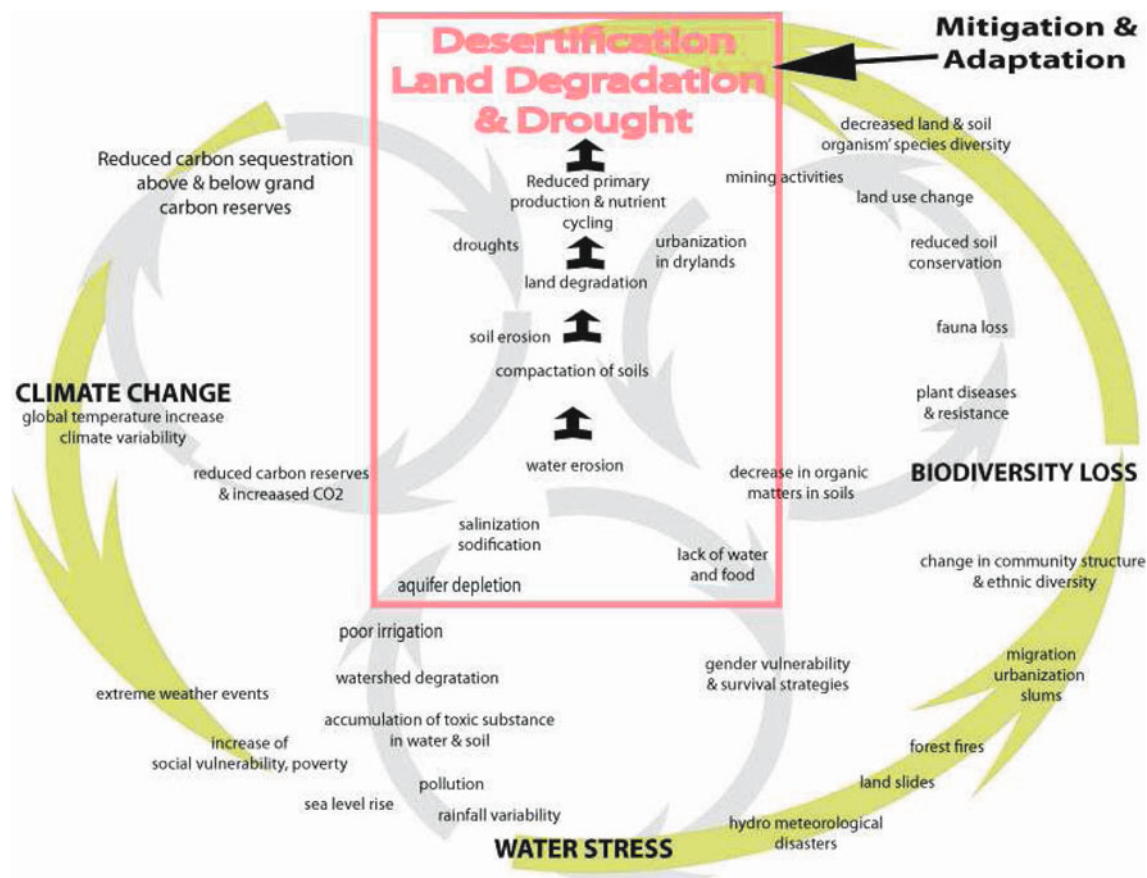 Desertification
Land Degradation
& Drought
Mitigation &
Adaptation
decreased land & soil
organism' species diversity
Reduced carbon sequestration
above & below grand
carbon reserves
Reduced primary
production & nutrient
cycling
mining activities
land use change
droughts
urbanization
in drylands
reduced soil
conservation
land degradation
soil erosion
fauna loss
compactation of soils
CLIMATE CHANGE
global temperature increase
climate variability
plant diseases
& resistance
water erosion
reduced carbon reserves
& increaased CO2
decrease in organic
matters in soils
BIODIVERSITY LOSS
salinization
sodification
lack of water
and food
change in community structure
& ethnic diversity
aquifer depletion
poor irrigation
gender vulnerability
& survival strategies
migration
urbanization
slums
watershed degratation
extreme weather events
accumulation of toxic substance
in water & soil
increase of
social vulnerability, poverty
forest fires
land slides
pollution
sea level rise
rainfall variability
hydro meteorological
disasters
WATER STRESS